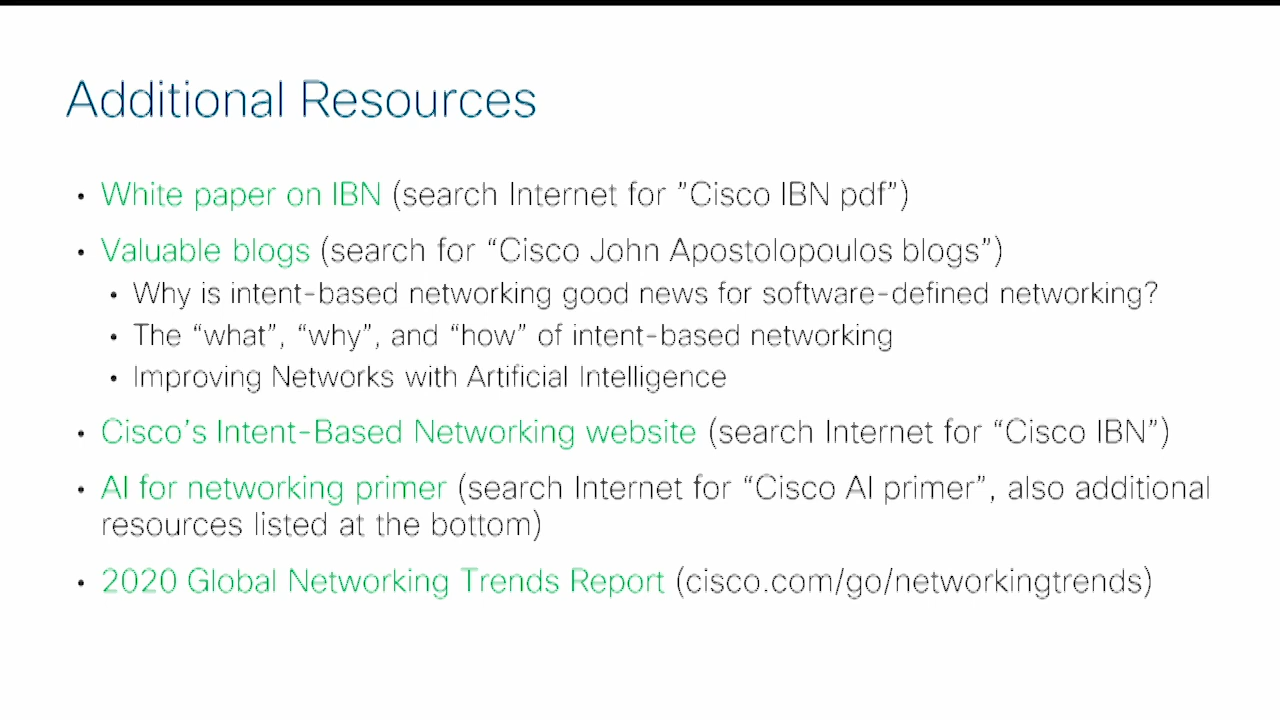 Additional Resources
• White paper on IBN (search Internet for ”Cisco IBN pdf”)
• Valuable blogs (search for “Cisco John Apostolopoulos blogs”)
• Why is intent-based networking good news for software-defined networking?
• The “what”, “why”, and “how” of intent-based networking
• Improving Networks with Artificial Intelligence
• Cisco’s Intent-Based Networking website (search Internet for “Cisco IBN”)
• AI for networking primer (search Internet for “Cisco AI primer”, also additional
resources listed at the bottom)
• 2020 Global Networking Trends Report (cisco.com/go/networkingtrends)